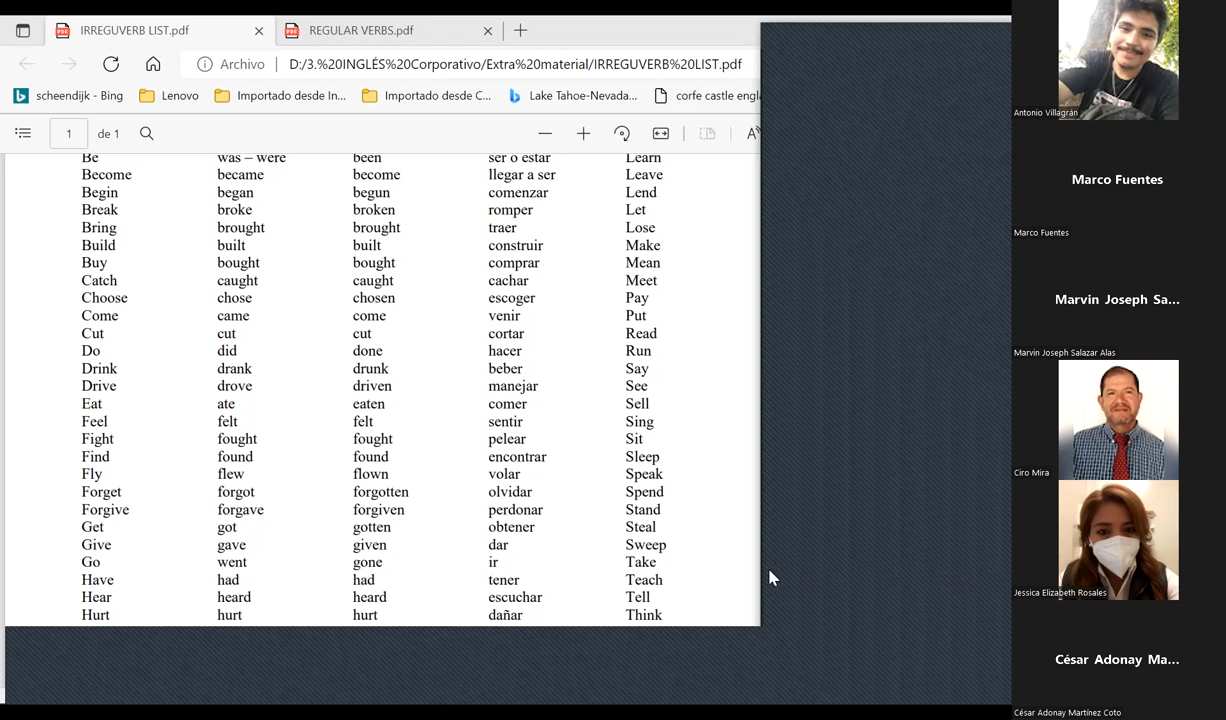 IRREGUVERB LIST.pdf REGULAR VERBS.pdf
Archivo D:/3.%20INGLÉS%20Corporativo/Extra%20material/IRREGUVERB%20LIST.pdf
scheendijk - Bing Lenovo Importado desde In... Importado desde C... Lake Tahoe-Nevada... corfe castle engl
1 de 1
Be was – were been ser o estar Learn
Become became become llegar a ser Leave
Begin began begun comenzar Lend
Break broke broken romper Let
Bring brought brought traer Lose
Build built built construir Make
Buy bought bought comprar Mean
Catch caught caught cachar Meet
Choose chose chosen escoger Pay
Come came come venir Put
Cut cut cut cortar Read
Do did done hacer Run
Drink drank drunk beber Say
Drive drove driven manejar See
Eat ate eaten comer Sell
Feel felt felt sentir Sing
Fight fought fought pelear Sit
Find found found encontrar Sleep
Fly flew flown volar Speak
Forget forgot forgotten olvidar Spend
Forgive forgave forgiven perdonar Stand
Get got gotten obtener Steal
Give gave given dar Sweep
Go went gone ir Take
Have had had tener Teach
Hear heard heard escuchar Tell
Hurt hurt hurt dañar Think
Antonio Villagrán
Marco Fuentes
Marco Fuentes
Marvin Joseph Sa...
Marvin Joseph Salazar Alas
Ciro Mira
Jessica Elizabeth Rosales
César Adonay Ma...
César Adonay Martínez Coto